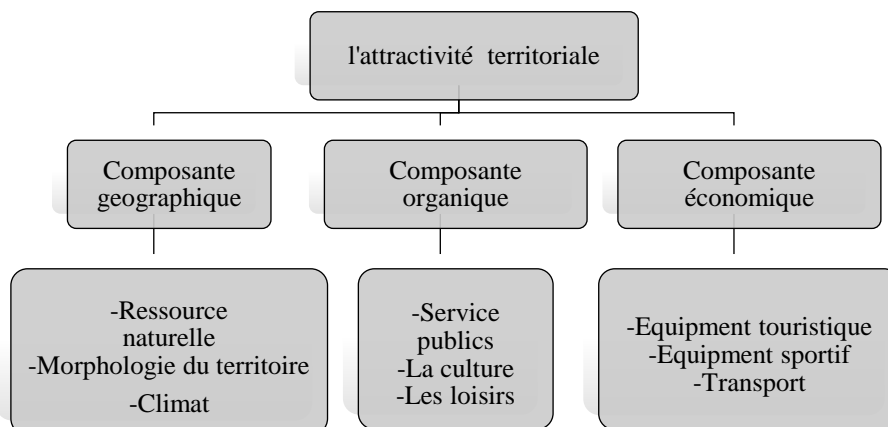 l'attractivité territoriale
Composante
geographique
Composante
organique
Composante
économique
-Ressource
naturelle
-Morphologie du territoire
-Climat
-Service
publics
-La culture
-Les loisirs
-Equipment touristique
-Equipment sportif
-Transport